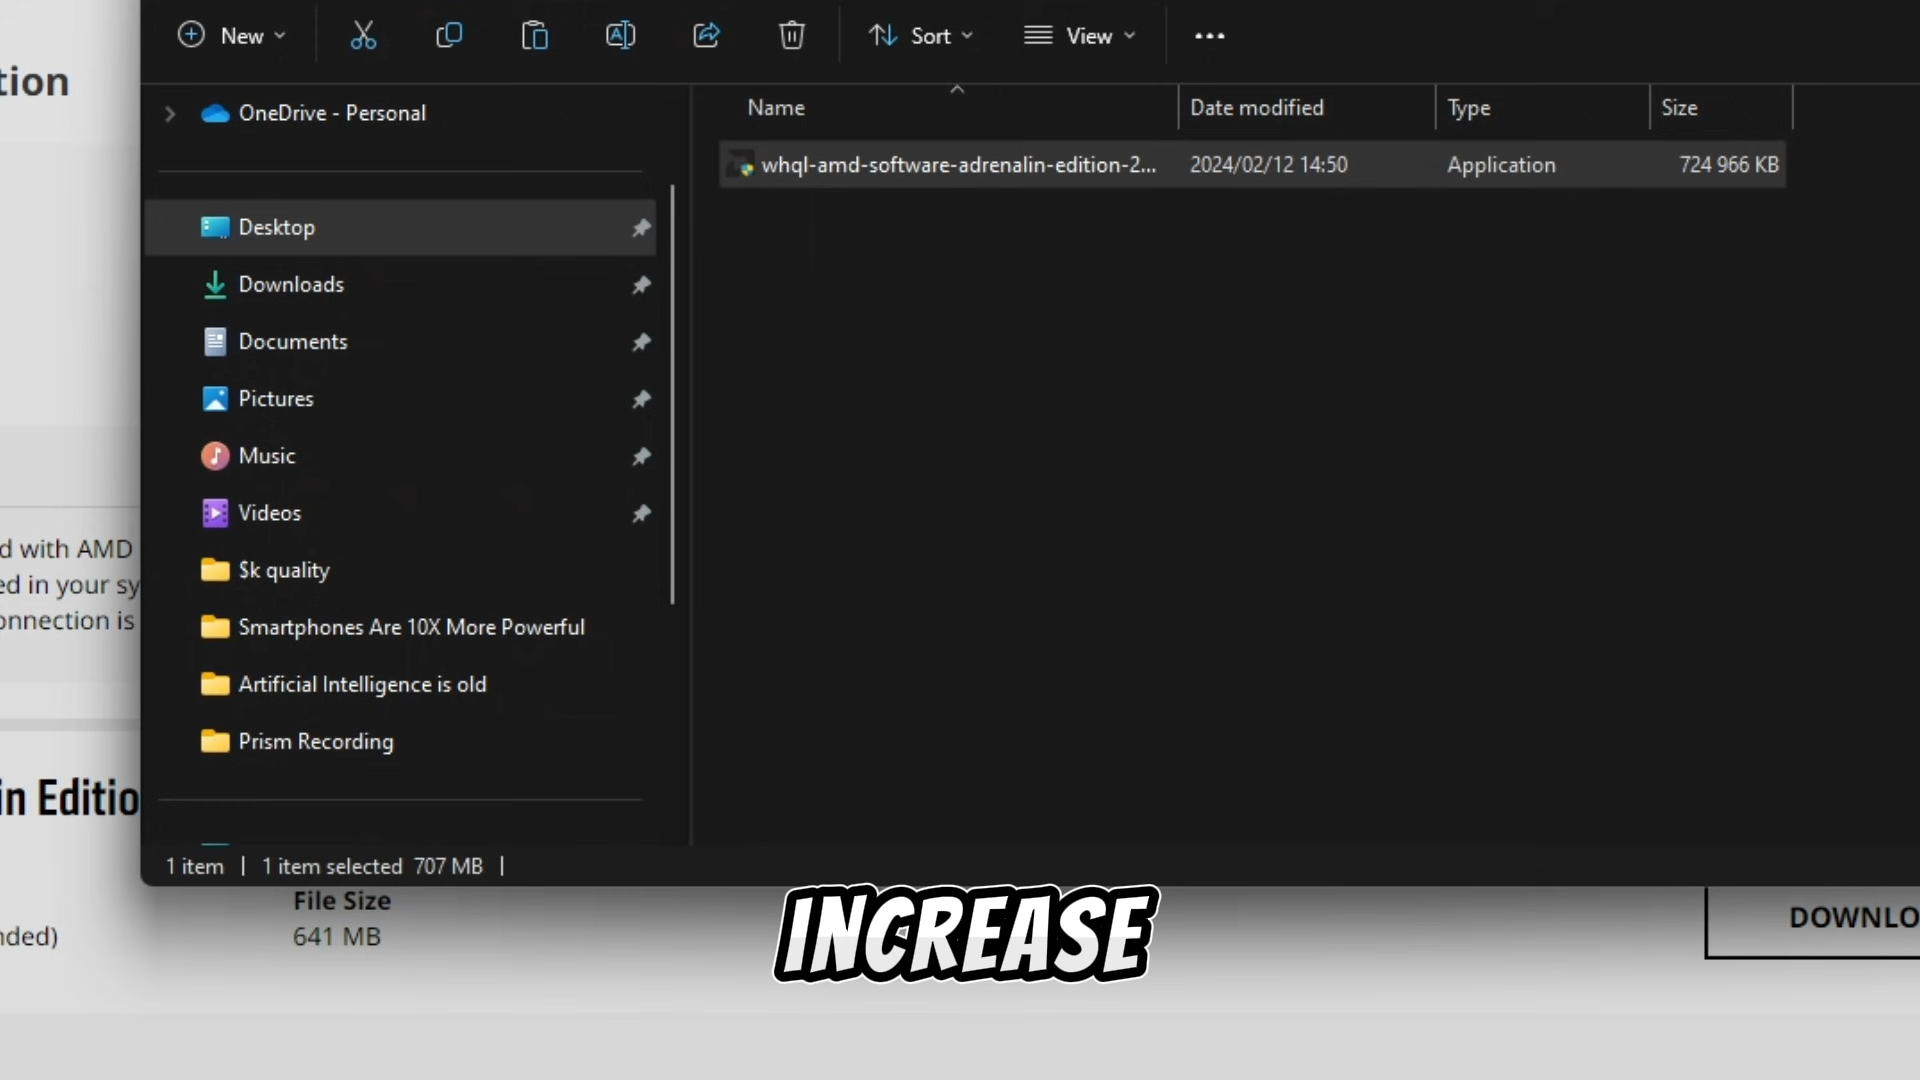 New
Sort
View
tion
OneDrive - Personal
Name
Date modified
Type
Size
whql-amd-software-adrenalin-edition-2...
2024/02/12 14:50
Application
724 966 KB
Desktop
Downloads
Documents
Pictures
Music
Videos
$k quality
Smartphones Are 10X More Powerful
Artificial Intelligence is old
Prism Recording
d with AMD
ed in your sy
onnection is
in Editio
1 item
1 item selected 707 MB
File Size
nded)
641 MB
DOWNLO
INCREASE